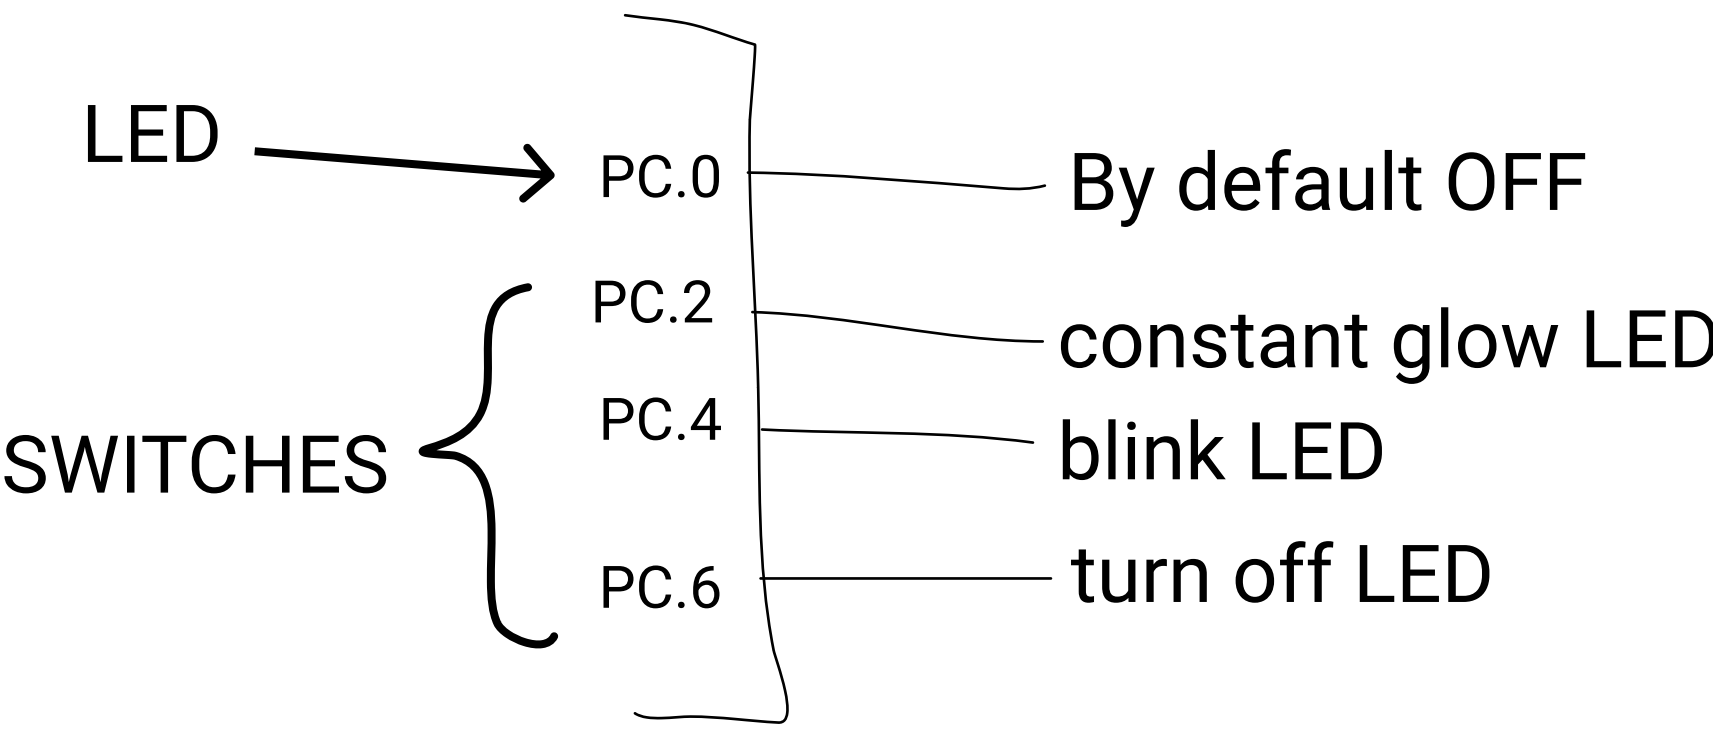 LED
PC.0
By default OFF
PC.2
constant glow LED
PC.4
blink LED
SWITCHES
PC.6
turn off LED